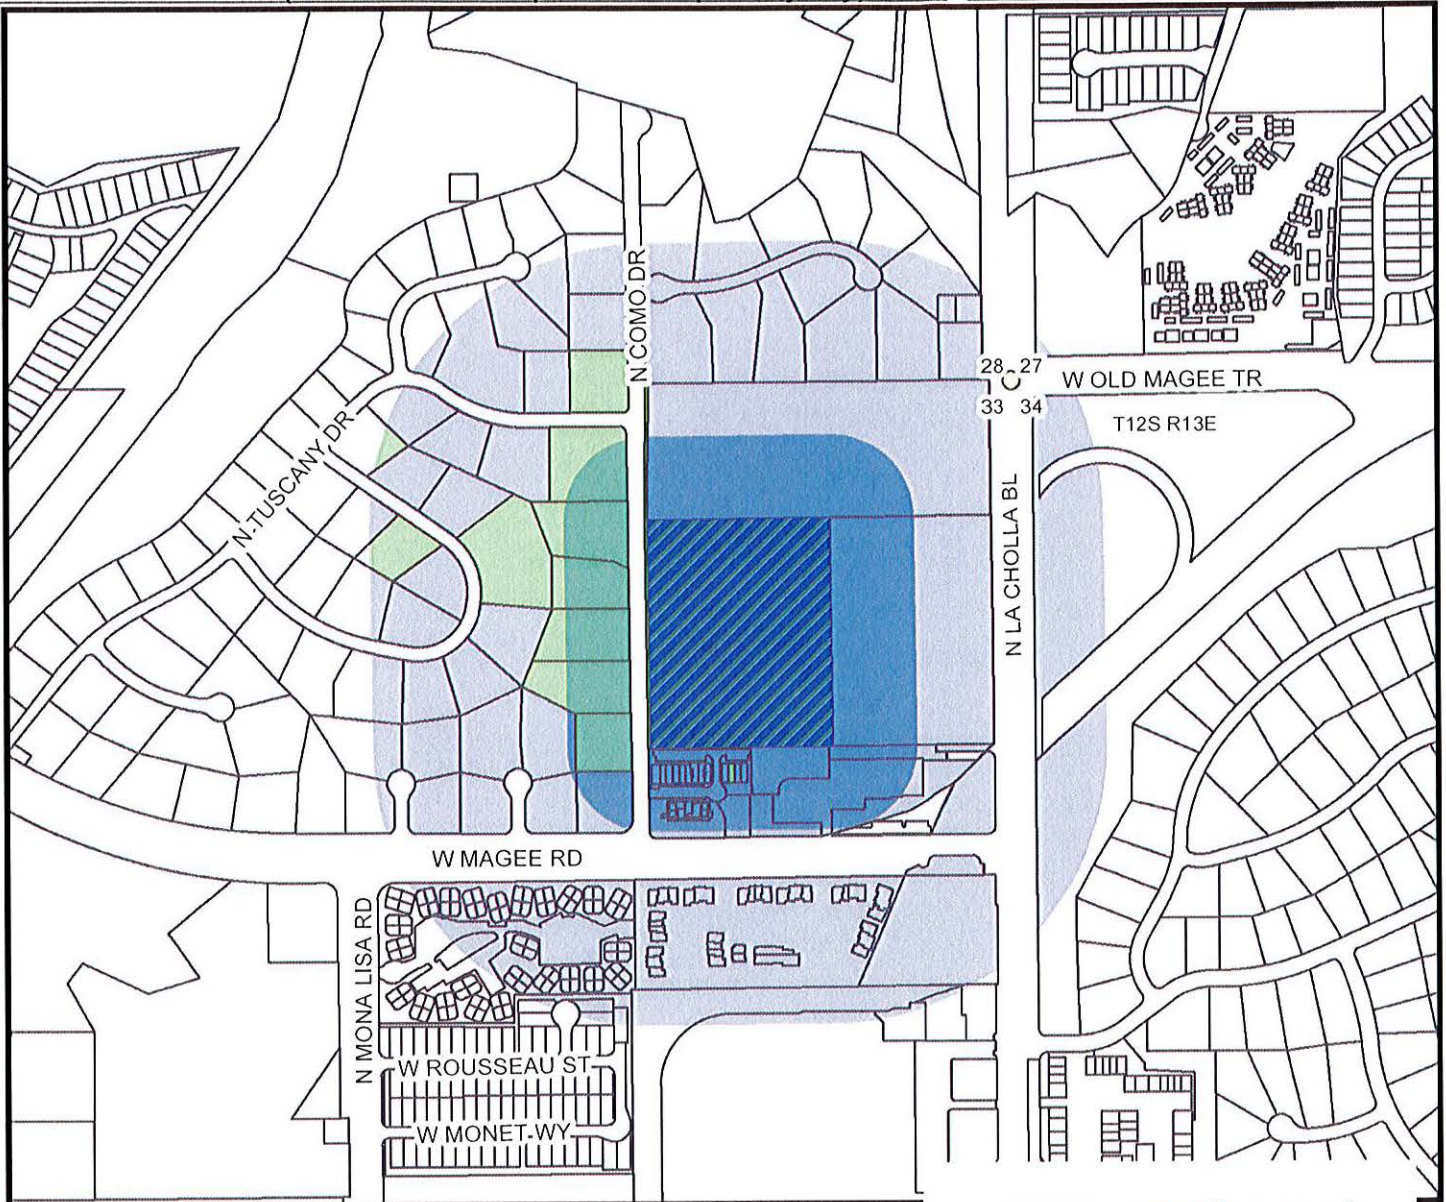 N COMO DR
28 27
33 34
W OLD MAGEE TR
T12S R13E
N TUSCANY DR
N LA CHOLLA BL
W MAGEE RD
N MONA LISA RD
W ROUSSEAU ST
W MONET WY